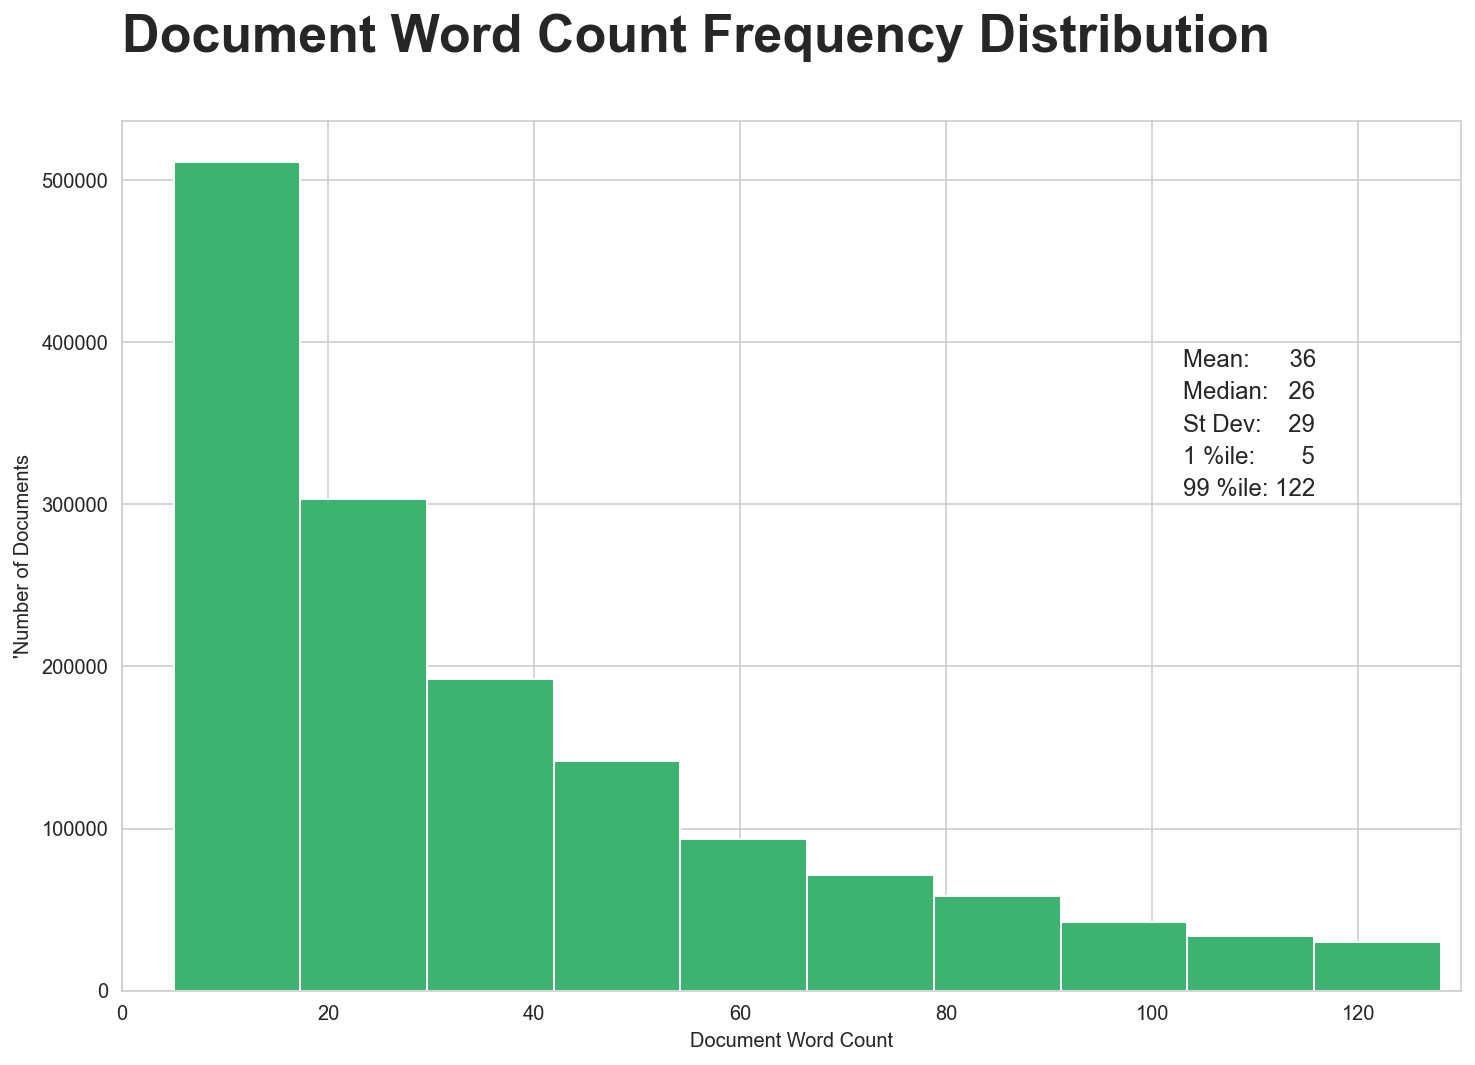 Document Word Count Frequency Distribution
500000
400000
300000
200000
100000
0
'Number of Documents
Mean: 36
Median: 26
St Dev: 29
1 %ile: 5
99 %ile: 122
0 20 40 60 80 100 120
Document Word Count